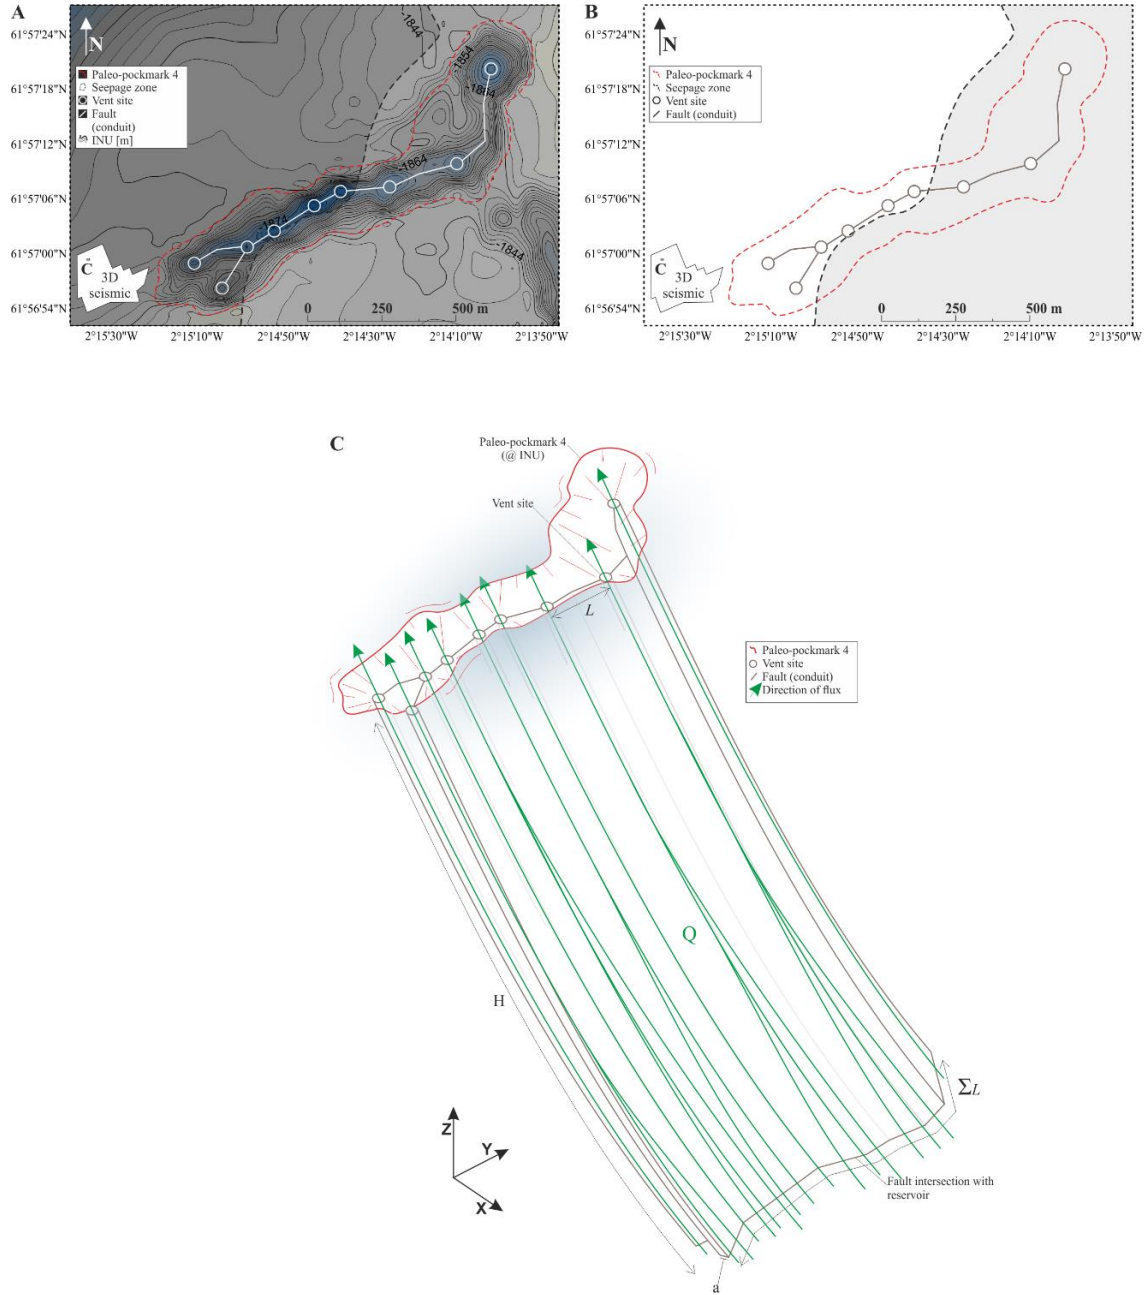 A
61°57'24"N
61°57'18"N
61°57'12"N
61°57'06"N
61°57'00"N
61°56'54"N
N
Paleo-pockmark 4
Seepage zone
Vent site
Fault
(conduit)
INU [m]
-1844
-1854
-1864
-1864
-1874
-1844
C
3D
seismic
0 250 500 m
2°15'30"W 2°15'10"W 2°14'50"W 2°14'30"W 2°14'10"W 2°13'50"W
B
61°57'24"N
61°57'18"N
61°57'12"N
61°57'06"N
61°57'00"N
61°56'54"N
N
Paleo-pockmark 4
Seepage zone
Vent site
Fault (conduit)
C
3D
seismic
0 250 500 m
2°15'30"W 2°15'10"W 2°14'50"W 2°14'30"W 2°14'10"W 2°13'50"W
C
Paleo-pockmark 4
(@ INU)
Vent site
L
Paleo-pockmark 4
Vent site
Fault (conduit)
Direction of flux
Q
H
ΣL
Z
Y
X
Fault intersection with
reservoir
a